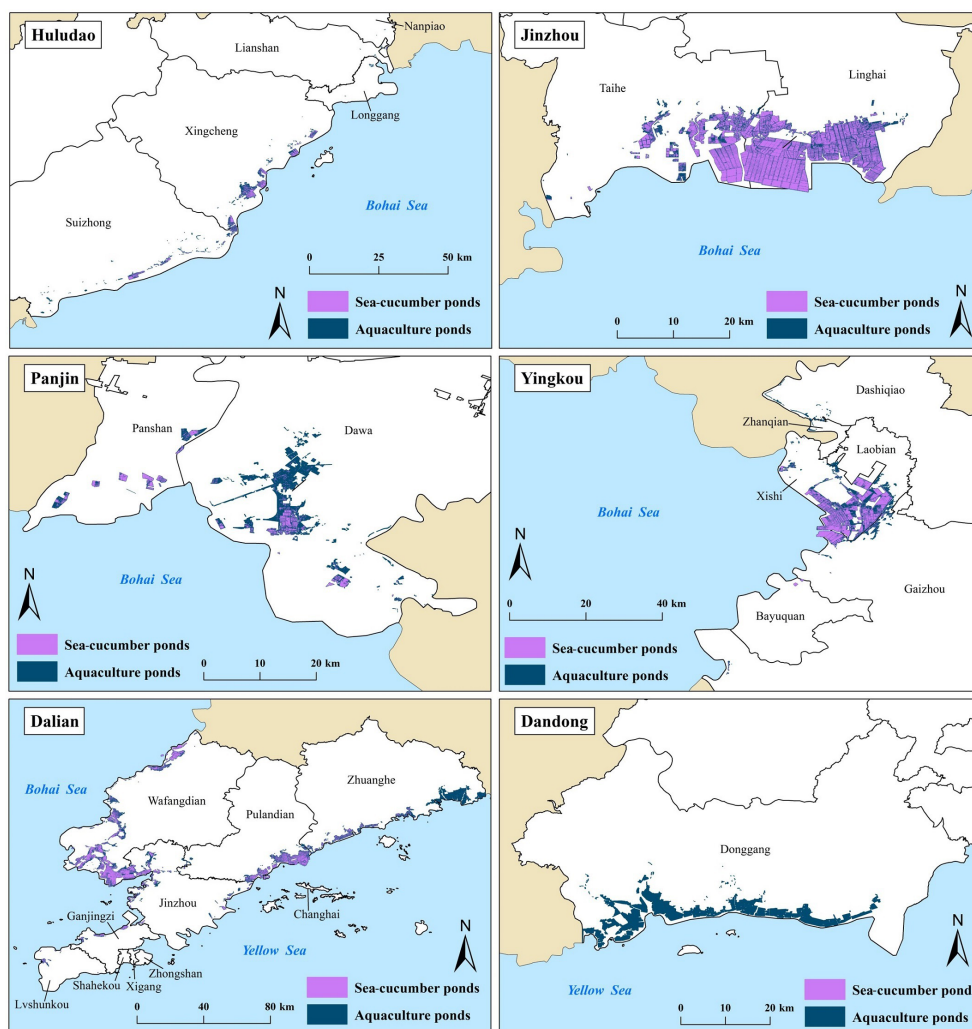 Huludao
Nanpiao
Lianshan
Longgang
Xingcheng
Suizhong
Bohai Sea
0 25 50 km
N
Sea-cucumber ponds
Aquaculture ponds
Jinzhou
Linghai
Taihe
Bohai Sea
N
Sea-cucumber ponds
Aquaculture ponds
0 10 20 km
Panjin
Panshan
Dawa
N
Bohai Sea
Sea-cucumber ponds
Aquaculture ponds
0 10 20 km
Yingkou
Dashiqiao
Zhanqian
Laobian
Xishi
Bohai Sea
N
Gaizhou
0 20 40 km
Bayuquan
Sea-cucumber ponds
Aquaculture ponds
Dalian
Zhuanghe
Bohai Sea
Wafangdian
Pulandian
Jinzhou
Changhai
Ganjingzi
Yellow Sea
N
Zhongshan
Shahekou
Xigang
Lvshunkou
Sea-cucumber ponds
Aquaculture ponds
0 40 80 km
Dandong
Donggang
N
Yellow Sea
Sea-cucumber ponds
Aquaculture ponds
0 10 20 km